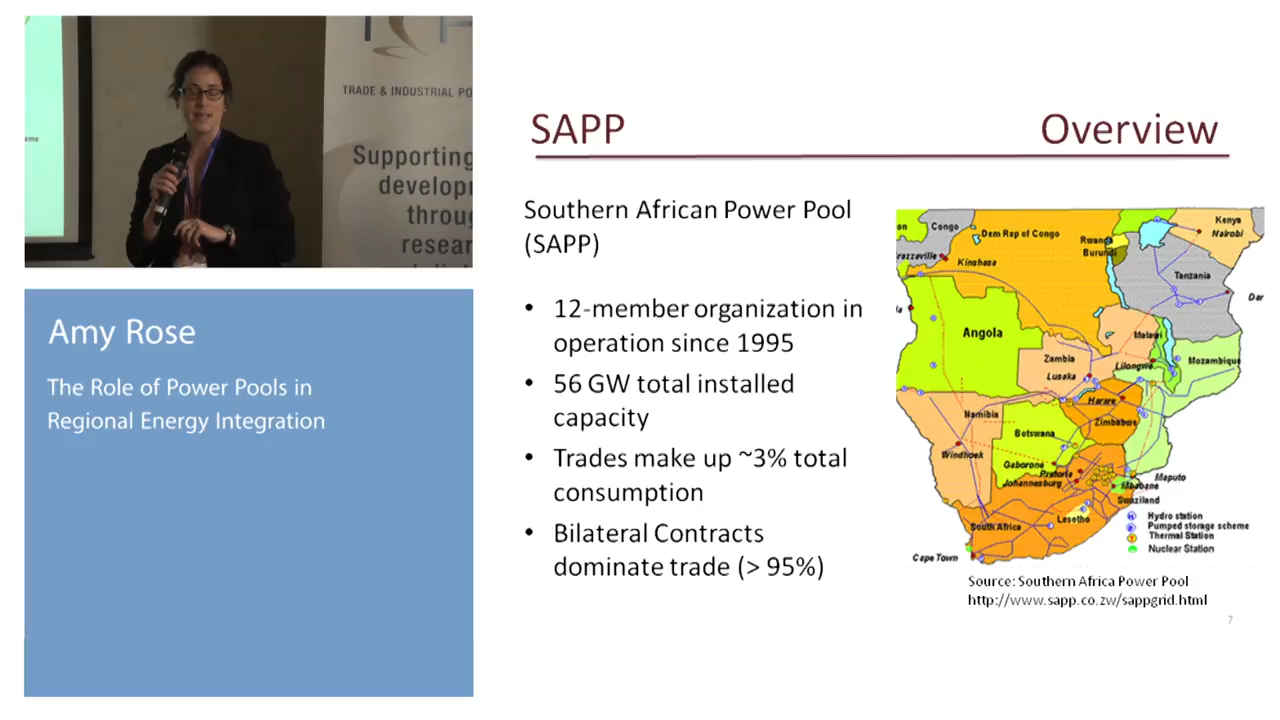 TRADE & INDUSTRIAL PO
Supporting
develop
throug
resear
Amy Rose
The Role of Power Pools in
Regional Energy Integration
SAPP
Overview
Southern African Power Pool
(SAPP)
• 12-member organization in
operation since 1995
• 56 GW total installed
capacity
• Trades make up ~3% total
consumption
• Bilateral Contracts
dominate trade (> 95%)
Congo
Dem Rep of Congo
Rwanda
Burundi
Kenya
Nairobi
razzaville
Kinshasa
Tanzania
Dar
Angola
Malawi
Zambia
Lusaka
Lilongwe
Mozambique
Harare
Zimbabwe
Namibia
Botswana
Windhoek
Gaborone
Pretoria
Johannesburg
Maputo
Mbabane
Swaziland
South Africa
Lesotho
Cape Town
Hydro station
Pumped storage scheme
Thermal Station
Nuclear Station
Source: Southern Africa Power Pool
http://www.sapp.co.zw/sappgrid.html
7